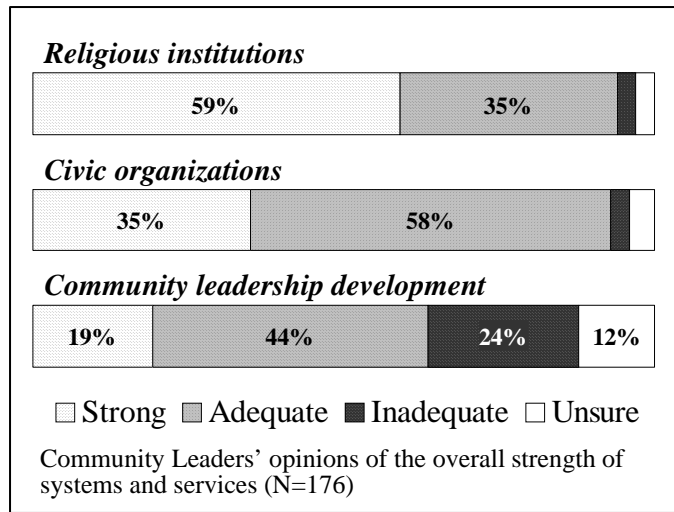 Religious institutions
59% 35%
Civic organizations
35% 58%
Community leadership development
19% 44% 24% 12%
Strong Adequate Inadequate Unsure
Community Leaders’ opinions of the overall strength of
systems and services (N=176)